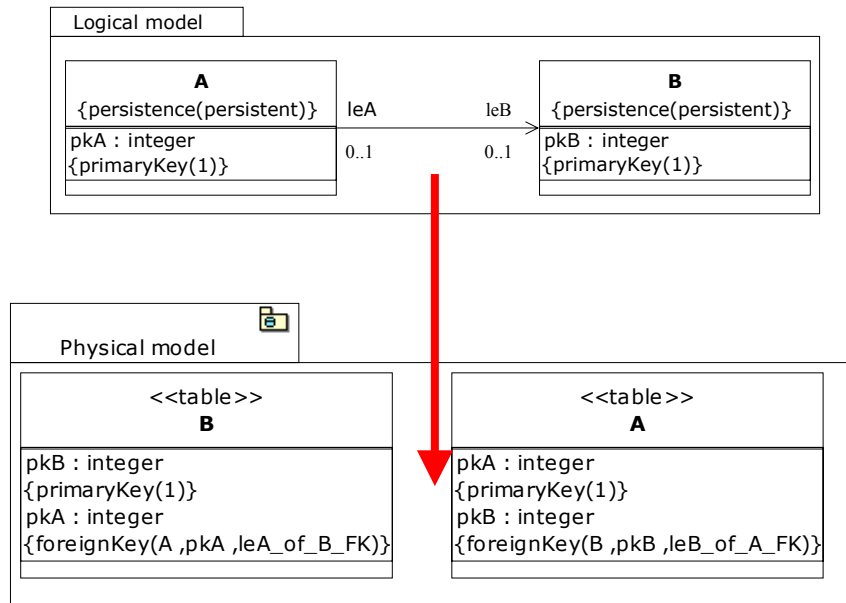 Logical model
A
{persistence(persistent)}
pkA : integer
{primaryKey(1)}
leA
leB
0..1
0..1
B
{persistence(persistent)}
pkB : integer
{primaryKey(1)}
Physical model
<<table>>
B
pkB : integer
{primaryKey(1)}
pkA : integer
{foreignKey(A ,pkA ,leA_of_B_FK)}
<<table>>
A
pkA : integer
{primaryKey(1)}
pkB : integer
{foreignKey(B ,pkB ,leB_of_A_FK)}